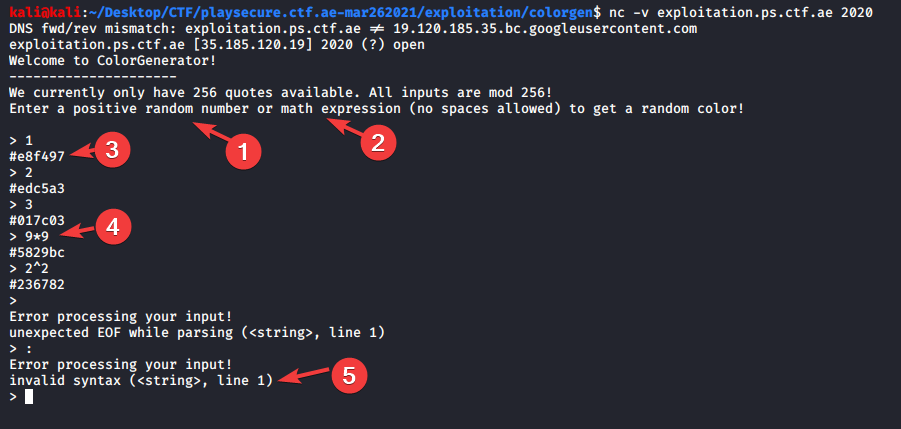 kali@kali:~/Desktop/CTF/playsecure.ctf.ae-mar262021/exploitation/colorgen$ nc -v exploitation.ps.ctf.ae 2020
DNS fwd/rev mismatch: exploitation.ps.ctf.ae ≠ 19.120.185.35.bc.googleusercontent.com
exploitation.ps.ctf.ae [35.185.120.19] 2020 (?) open
Welcome to ColorGenerator!
---------------------
We currently only have 256 quotes available. All inputs are mod 256!
Enter a positive random number or math expression (no spaces allowed) to get a random color!
1
2
> 1
#e8f497
3
> 2
#edc5a3
> 3
#017c03
> 9*9
4
#5829bc
> 2^2
#236782
>
Error processing your input!
unexpected EOF while parsing (<string>, line 1)
> :
Error processing your input!
invalid syntax (<string>, line 1)
5
>